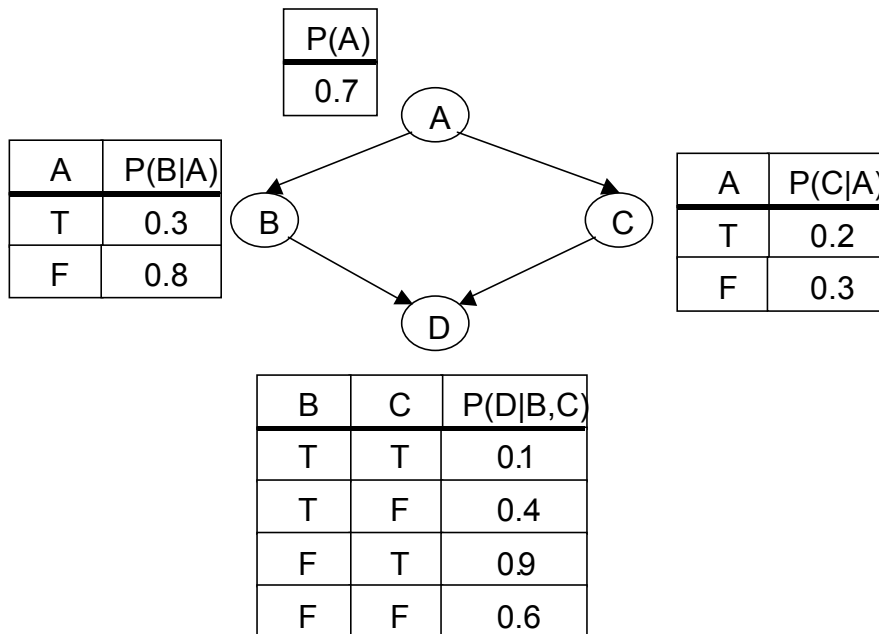 P(A)
0.7
A
A P(B|A)
T 0.3
F 0.8
B
C
A P(C|A)
T 0.2
F 0.3
D
B C P(D|B,C)
T T 0.1
T F 0.4
F T 0.9
F F 0.6